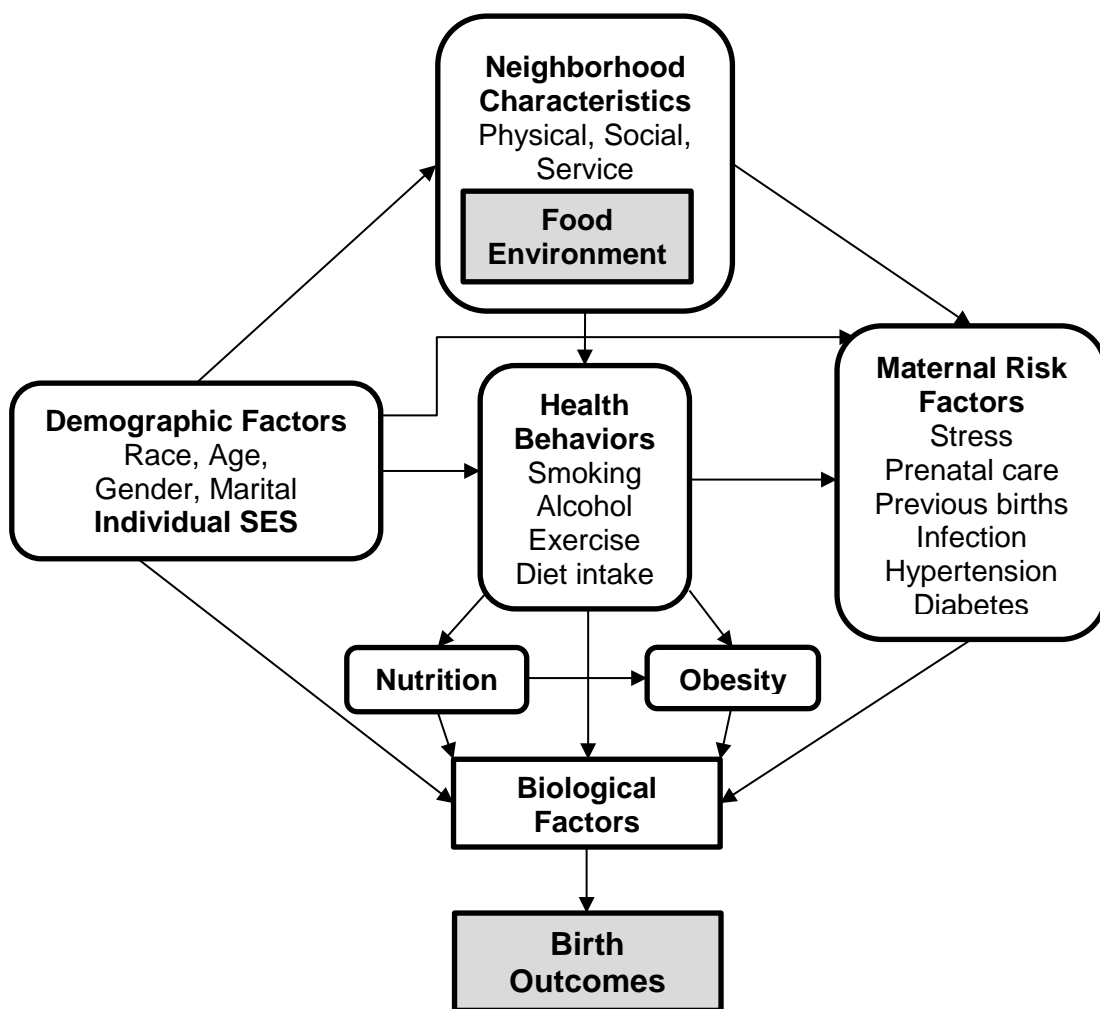 Neighborhood
Characteristics
Physical, Social,
Service
Food
Environment
Demographic Factors
Race, Age,
Gender, Marital
Individual SES
Health
Behaviors
Smoking
Alcohol
Exercise
Diet intake
Maternal Risk
Factors
Stress
Prenatal care
Previous births
Infection
Hypertension
Diabetes
Nutrition
Obesity
Biological
Factors
Birth
Outcomes